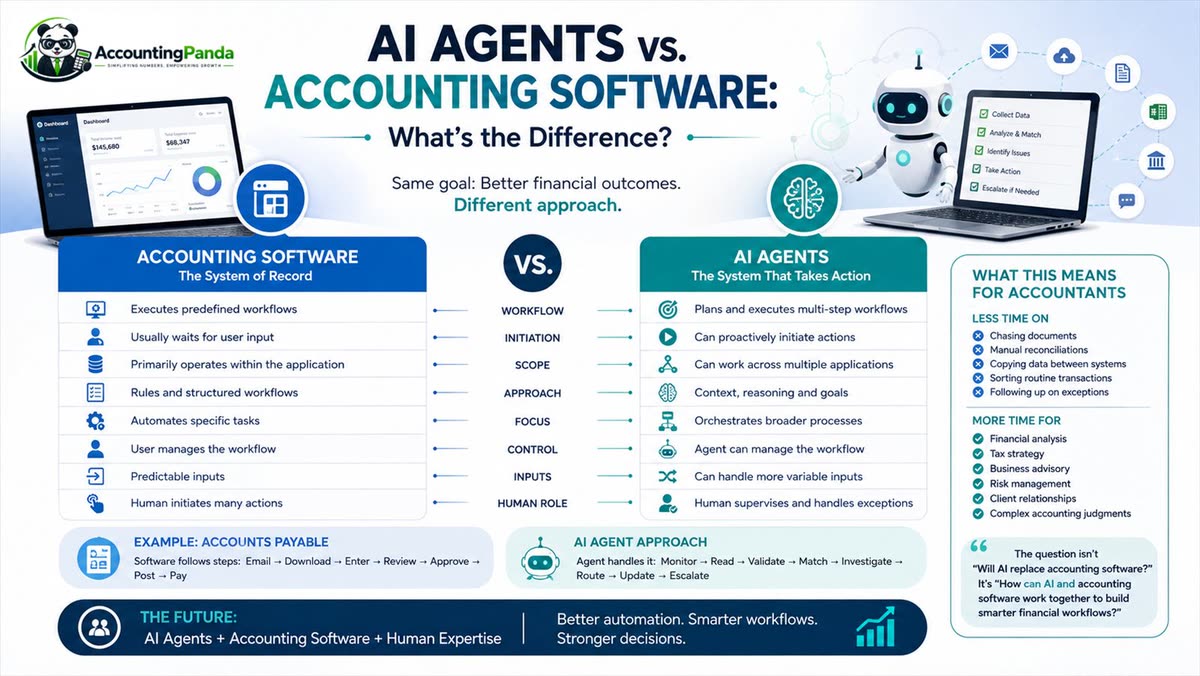 AccountingPanda
SIMPLIFYING NUMBERS, EMPOWERING GROWTH
AI AGENTS VS.
ACCOUNTING SOFTWARE:
What's the Difference?
Same goal: Better financial outcomes.
Different approach.
Dashboard
Dashboard
$145,680
$88,347
Collect Data
Analyze & Match
Identify Issues
Take Action
Escalate if Needed
ACCOUNTING SOFTWARE
The System of Record
Executes predefined workflows
Usually waits for user input
Primarily operates within the application
Rules and structured workflows
Automates specific tasks
User manages the workflow
Predictable inputs
Human initiates many actions
VS.
WORKFLOW
INITIATION
SCOPE
APPROACH
FOCUS
CONTROL
INPUTS
HUMAN ROLE
AI AGENTS
The System That Takes Action
Plans and executes multi-step workflows
Can proactively initiate actions
Can work across multiple applications
Context, reasoning and goals
Orchestrates broader processes
Agent can manage the workflow
Can handle more variable inputs
Human supervises and handles exceptions
WHAT THIS MEANS
FOR ACCOUNTANTS
LESS TIME ON
Chasing documents
Manual reconciliations
Copying data between systems
Sorting routine transactions
Following up on exceptions
MORE TIME FOR
Financial analysis
Tax strategy
Business advisory
Risk management
Client relationships
Complex accounting judgments
“
The question isn't
“Will AI replace accounting software?”
It's “How can AI and accounting
software work together to build
smarter financial workflows?”
EXAMPLE: ACCOUNTS PAYABLE
Software follows steps: Email → Download → Enter → Review → Approve →
Post → Pay
AI AGENT APPROACH
Agent handles it: Monitor → Read → Validate → Match → Investigate →
Route → Update → Escalate
THE FUTURE:
AI Agents + Accounting Software + Human Expertise
Better automation. Smarter workflows.
Stronger decisions.